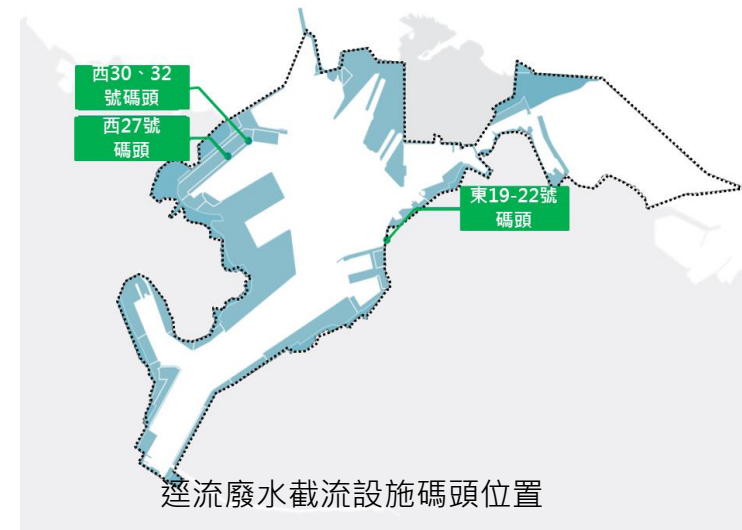 西30、32
號碼頭
西27號
碼頭
東19-22號
碼頭
逕流廢水截流設施碼頭位置